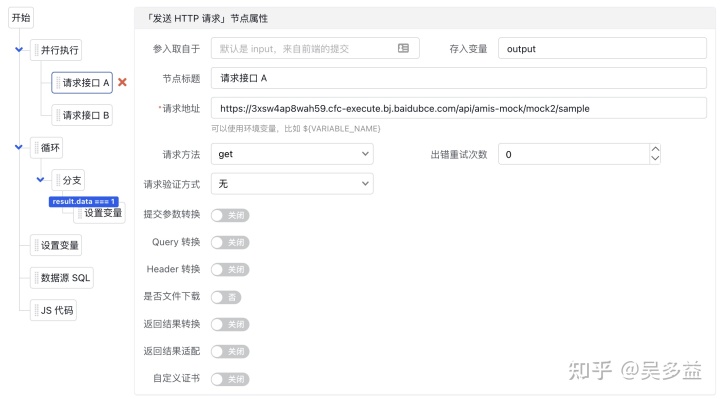 开始
并行执行
请求接口 A
请求接口 B
循环
分支
result.data === 1
设置变量
设置变量
数据源 SQL
JS 代码
「发送 HTTP 请求」节点属性
参入取自于 默认是 input，来自前端的提交 存入变量 output
节点标题 请求接口 A
*请求地址 https://3xsw4ap8wah59.cfc-execute.bj.baidubce.com/api/amis-mock/mock2/sample
可以使用环境变量，比如 ${VARIABLE_NAME}
请求方法 get 出错重试次数 0
请求验证方式 无
提交参数转换 关闭
Query 转换 关闭
Header 转换 关闭
是否文件下载 否
返回结果转换 关闭
返回结果适配 关闭
自定义证书 关闭
知乎 @吴多益